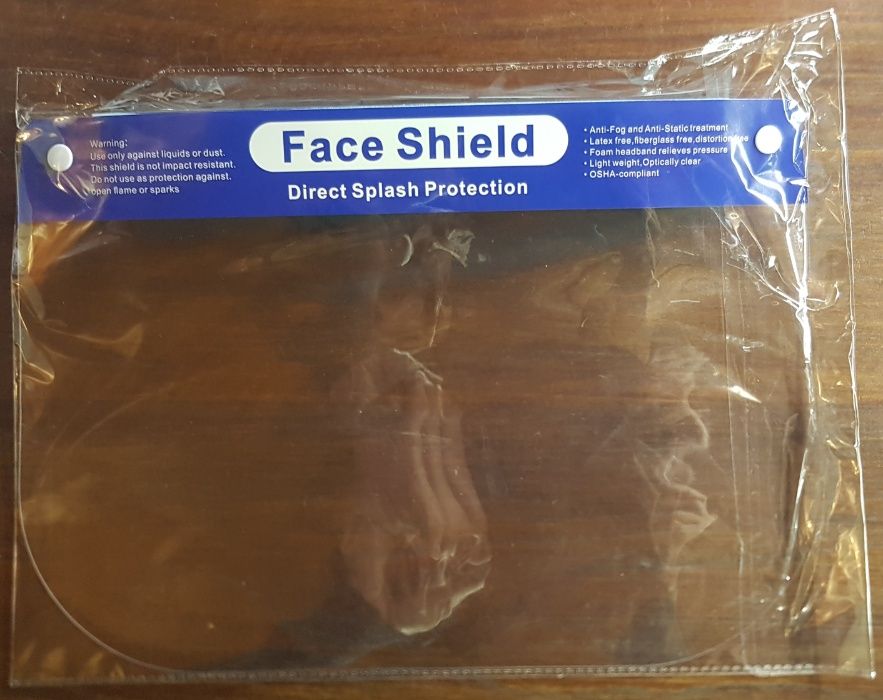 Warning:
Use only against liquids or dust.
This shield is not impact resistant.
Do not use as protection against.
open flame or sparks
Face Shield
Direct Splash Protection
• Anti-Fog and Anti-Static treatment
• Latex free,fiberglass free,distortion free
• Foam headband relieves pressure
• Light weight,Optically clear
• OSHA-compliant